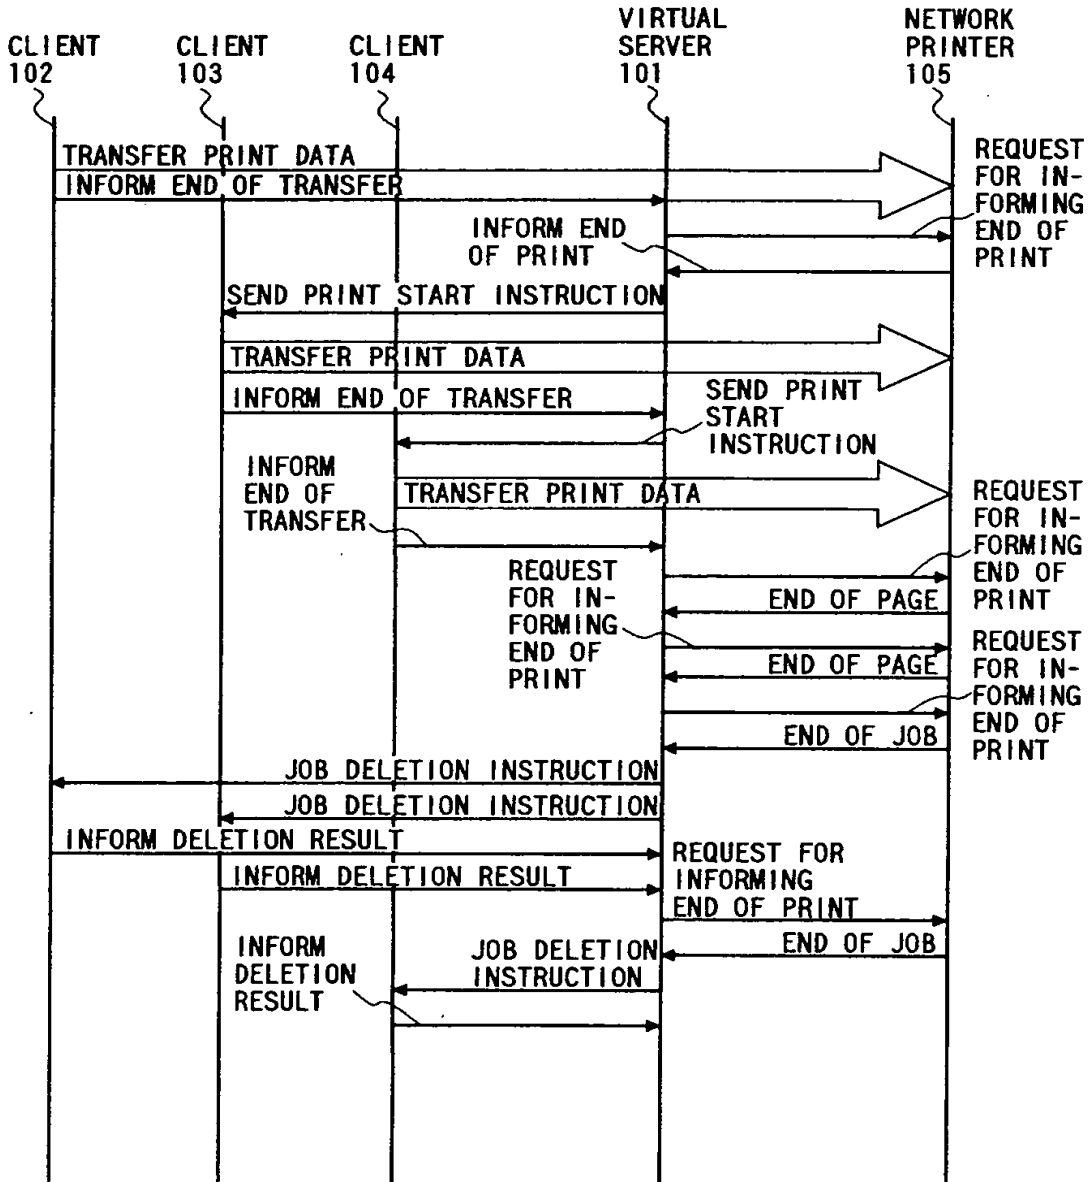 CLIENT
102
CLIENT
103
CLIENT
104
VIRTUAL
SERVER
101
NETWORK
PRINTER
105
TRANSFER PRINT DATA
INFORM END OF TRANSFER
REQUEST
FOR IN-
FORMING
END OF
PRINT
INFORM END
OF PRINT
SEND PRINT START INSTRUCTION
TRANSFER PRINT DATA
INFORM END OF TRANSFER
SEND PRINT
START
INSTRUCTION
INFORM
END OF
TRANSFER
TRANSFER PRINT DATA
REQUEST
FOR IN-
FORMING
END OF
PRINT
REQUEST
FOR IN-
FORMING
END OF
PRINT
END OF PAGE
END OF PAGE
REQUEST
FOR IN-
FORMING
END OF
PRINT
END OF JOB
JOB DELETION INSTRUCTION
JOB DELETION INSTRUCTION
INFORM DELETION RESULT
INFORM DELETION RESULT
REQUEST FOR
INFORMING
END OF PRINT
END OF JOB
JOB DELETION
INSTRUCTION
INFORM
DELETION
RESULT